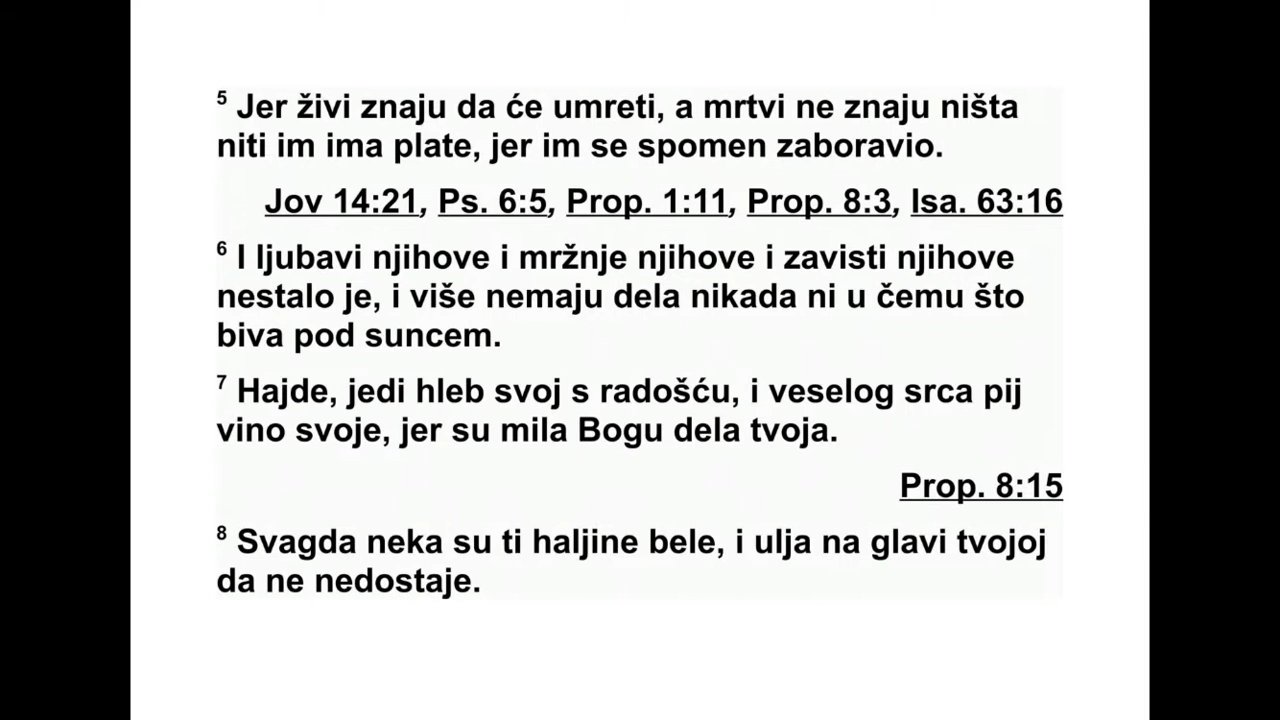 5 Jer živi znaju da će umreti, a mrtvi ne znaju ništa
niti im ima plate, jer im se spomen zaboravio.
Jov 14:21, Ps. 6:5, Prop. 1:11, Prop. 8:3, Isa. 63:16
6 I ljubavi njihove i mržnje njihove i zavisti njihove
nestalo je, i više nemaju dela nikada ni u čemu što
biva pod suncem.
7 Hajde, jedi hleb svoj s radošću, i veselog srca pij
vino svoje, jer su mila Bogu dela tvoja.
Prop. 8:15
8 Svagda neka su ti haljine bele, i ulja na glavi tvojoj
da ne nedostaje.